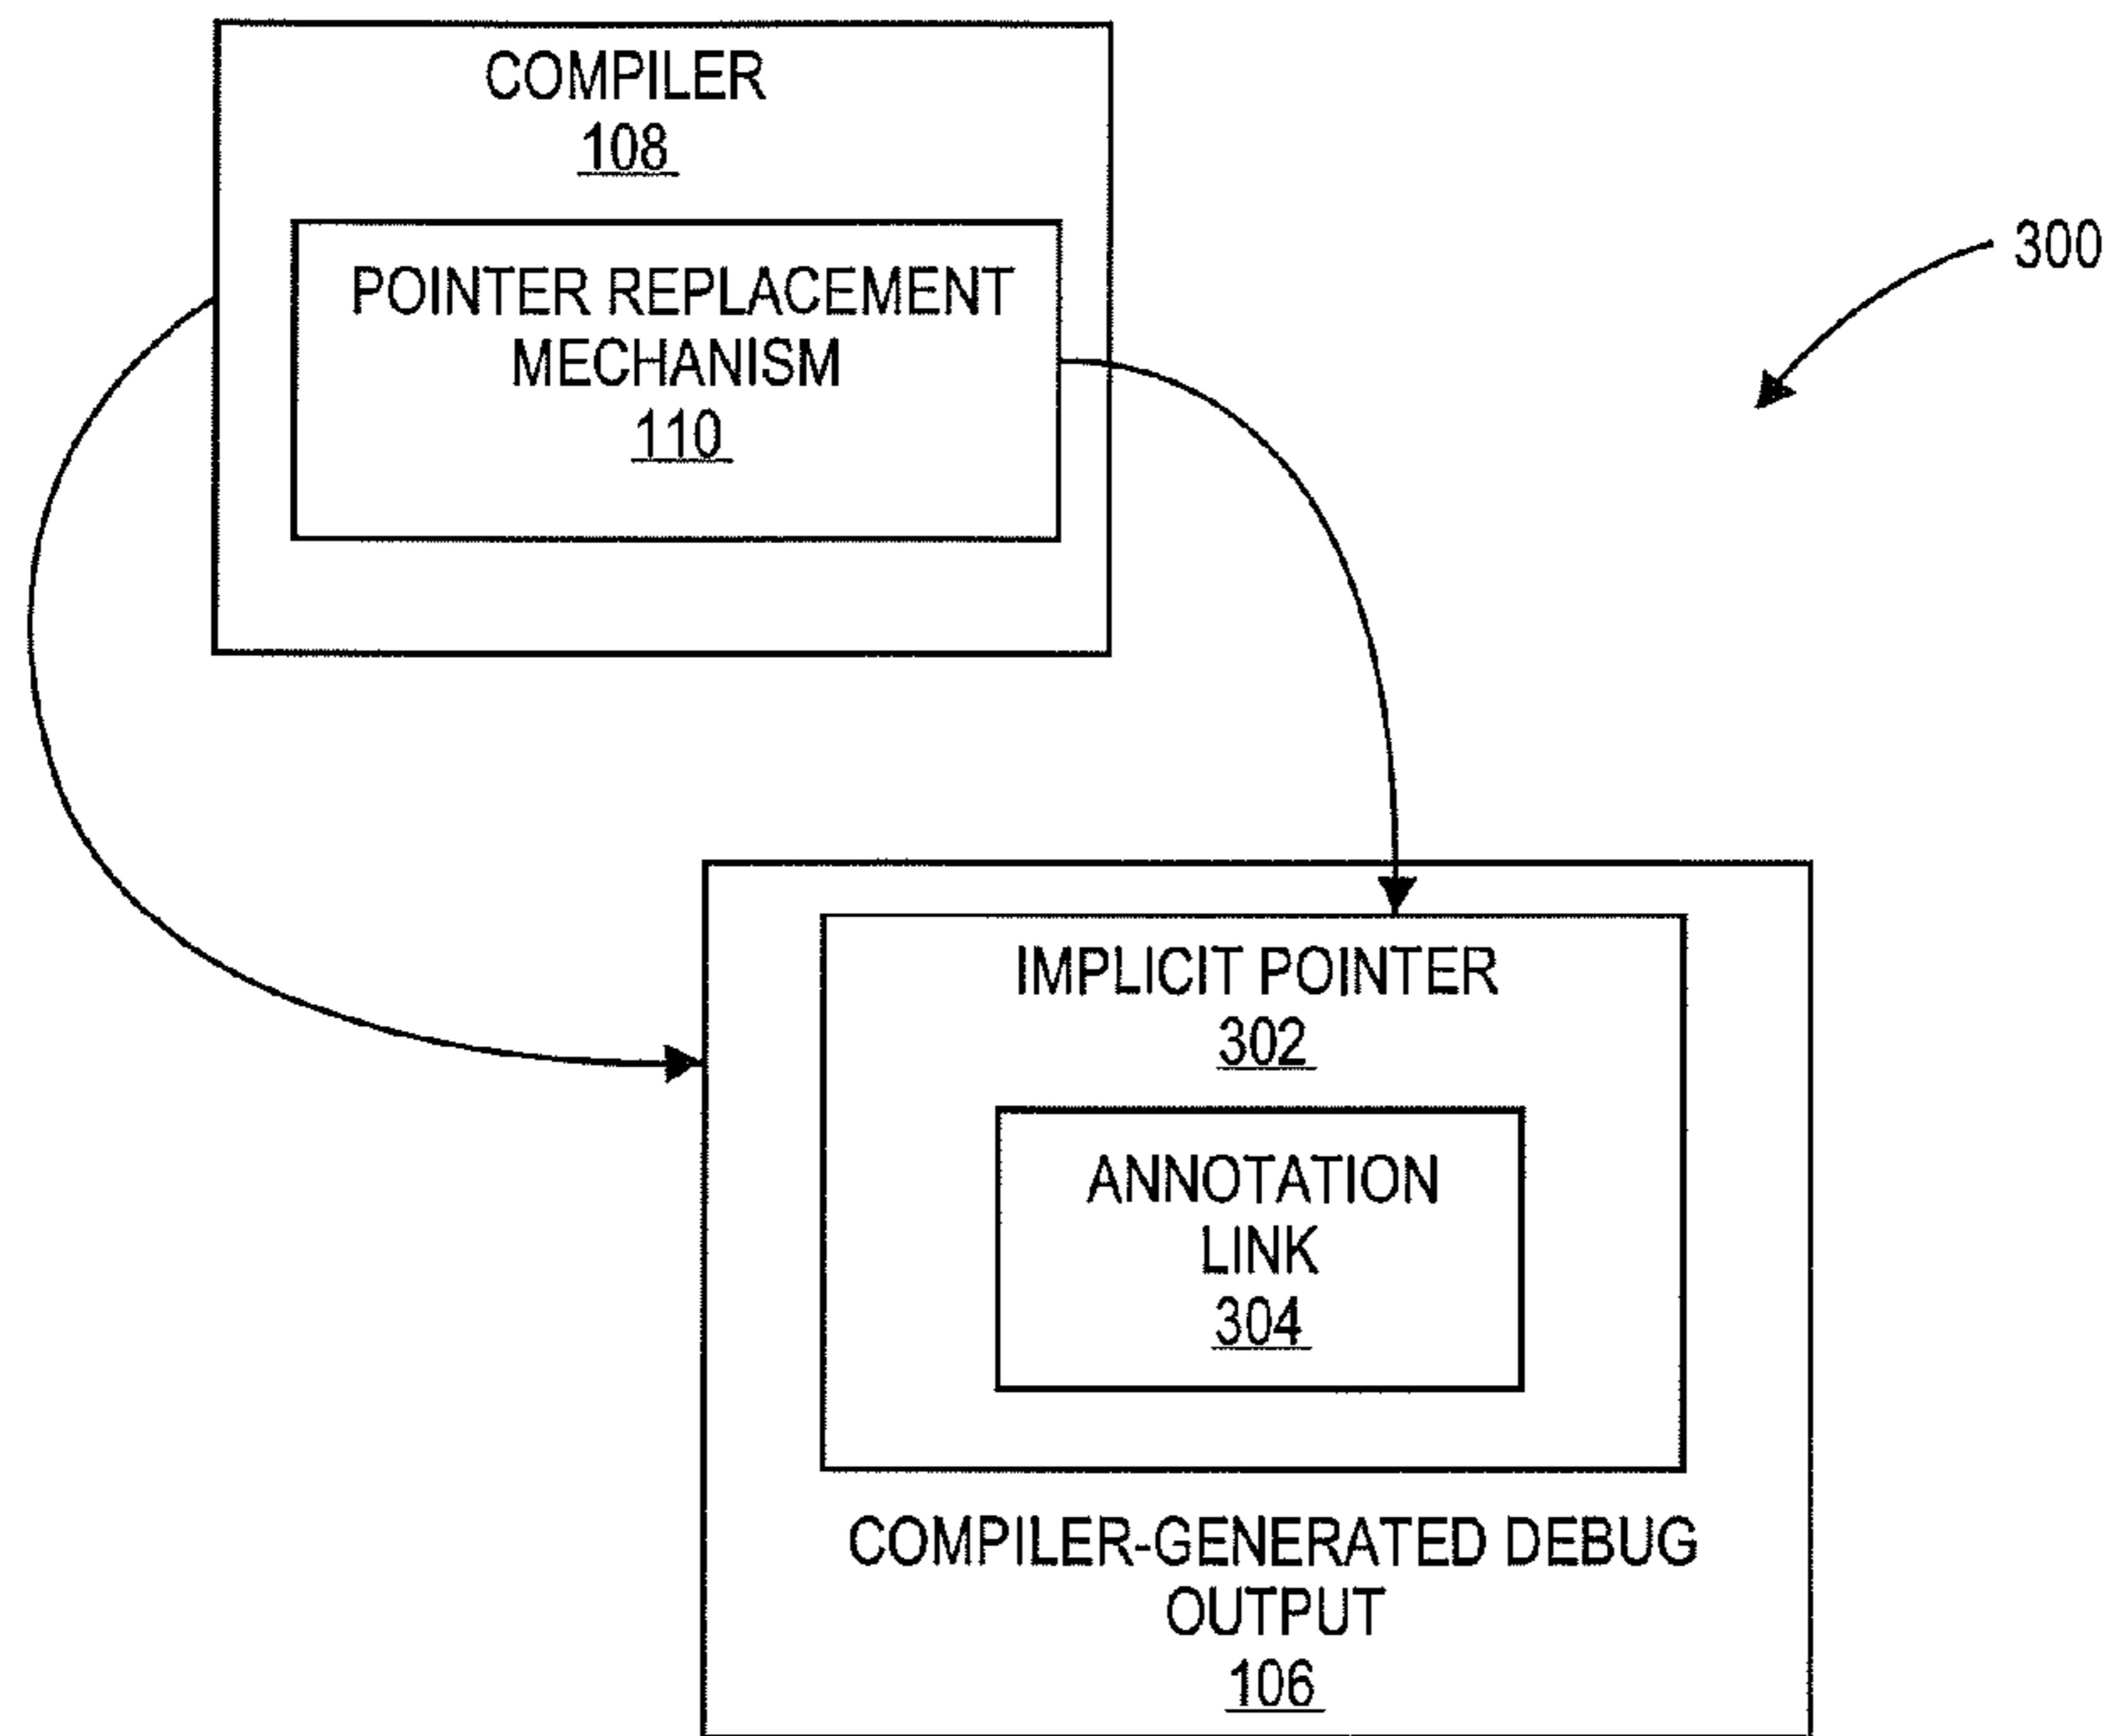 COMPILER
108
POINTER REPLACEMENT
MECHANISM
110
300
IMPLICIT POINTER
302
ANNOTATION
LINK
304
COMPILER-GENERATED DEBUG
OUTPUT
106